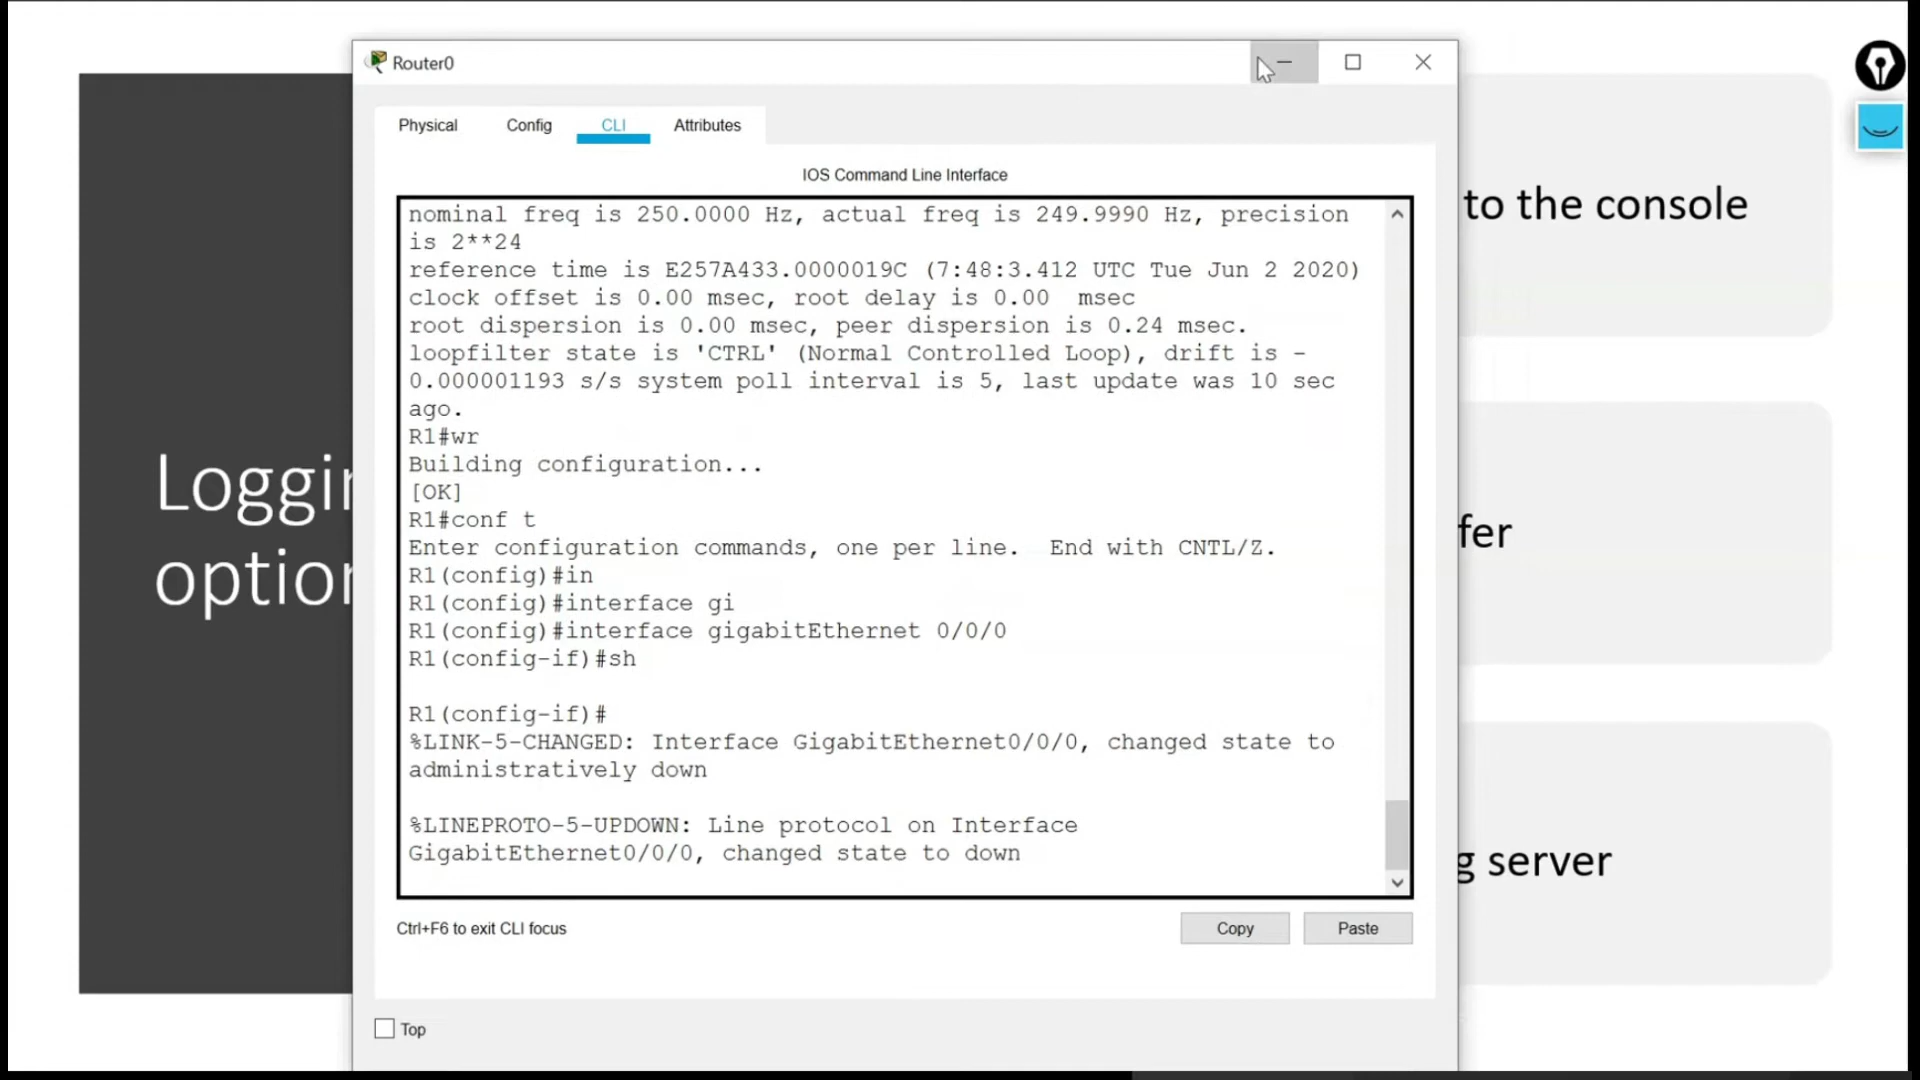 Router0
Physical Config CLI Attributes
IOS Command Line Interface
nominal freq is 250.0000 Hz, actual freq is 249.9990 Hz, precision
is 2**24
reference time is E257A433.0000019C (7:48:3.412 UTC Tue Jun 2 2020)
clock offset is 0.00 msec, root delay is 0.00  msec
root dispersion is 0.00 msec, peer dispersion is 0.24 msec.
loopfilter state is 'CTRL' (Normal Controlled Loop), drift is -
0.000001193 s/s system poll interval is 5, last update was 10 sec
ago.
R1#wr
Building configuration...
[OK]
R1#conf t
Enter configuration commands, one per line.  End with CNTL/Z.
R1(config)#in
R1(config)#interface gi
R1(config)#interface gigabitEthernet 0/0/0
R1(config-if)#sh
R1(config-if)#
%LINK-5-CHANGED: Interface GigabitEthernet0/0/0, changed state to
administratively down
%LINEPROTO-5-UPDOWN: Line protocol on Interface
GigabitEthernet0/0/0, changed state to down
Ctrl+F6 to exit CLI focus
Copy Paste
Top
Loggin
option
to the console
fer
g server